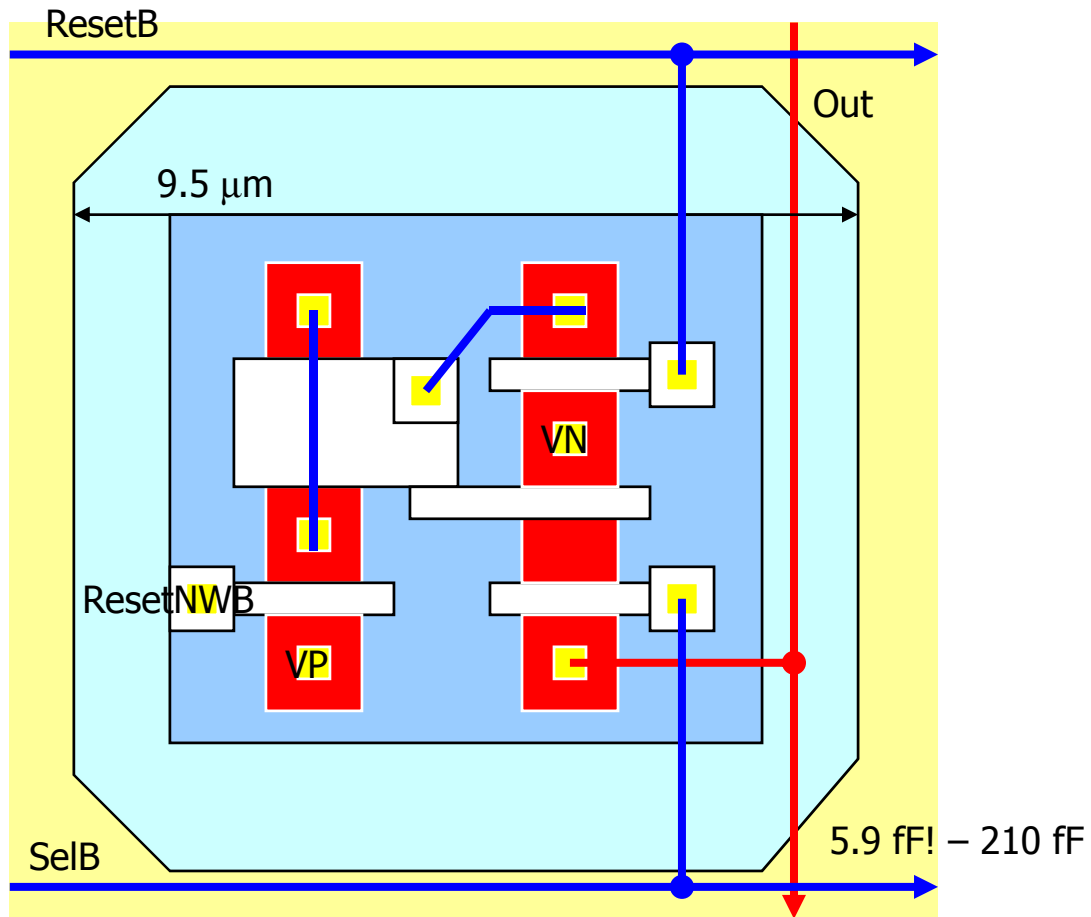 ResetB
Out
9.5 μm
VN
ResetNWB
VP
5.9 fF! – 210 fF
SelB